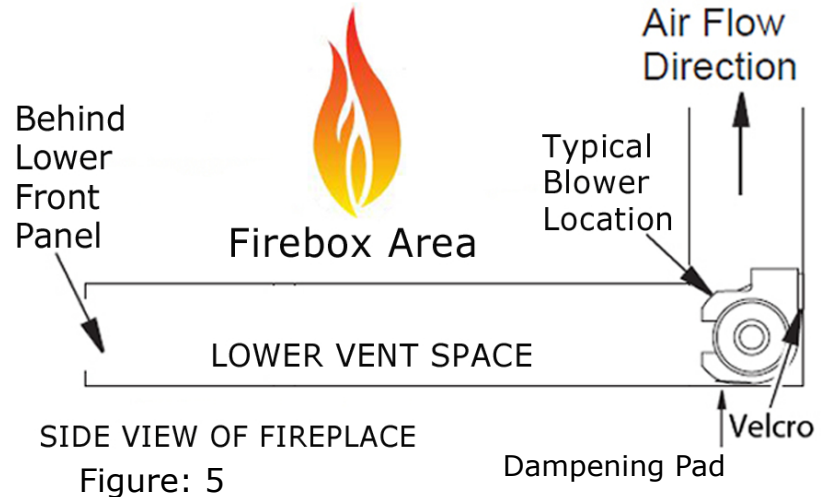 Air Flow
Direction
Behind
Lower
Front
Panel
Typical
Blower
Location
Firebox Area
LOWER VENT SPACE
Velcro
SIDE VIEW OF FIREPLACE
Dampening Pad
Figure: 5